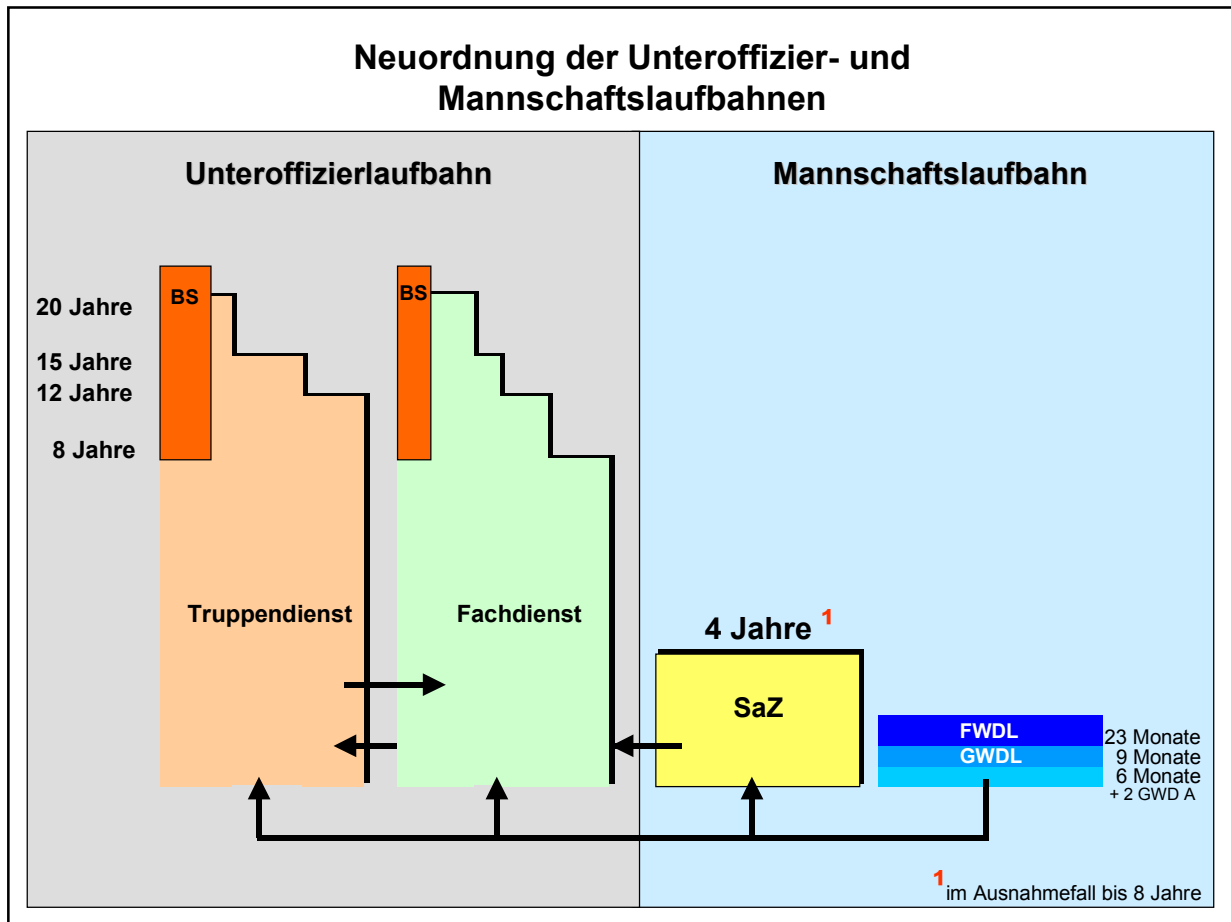 Neuordnung der Unteroffizier- und
Mannschaftslaufbahnen
Unteroffizierlaufbahn
Mannschaftslaufbahn
BS
BS
20 Jahre
15 Jahre
12 Jahre
8 Jahre
Truppendienst
Fachdienst
4 Jahre 1
SaZ
FWDL
23 Monate
GWDL
9 Monate
6 Monate
+ 2 GWD A
1 im Ausnahmefall bis 8 Jahre